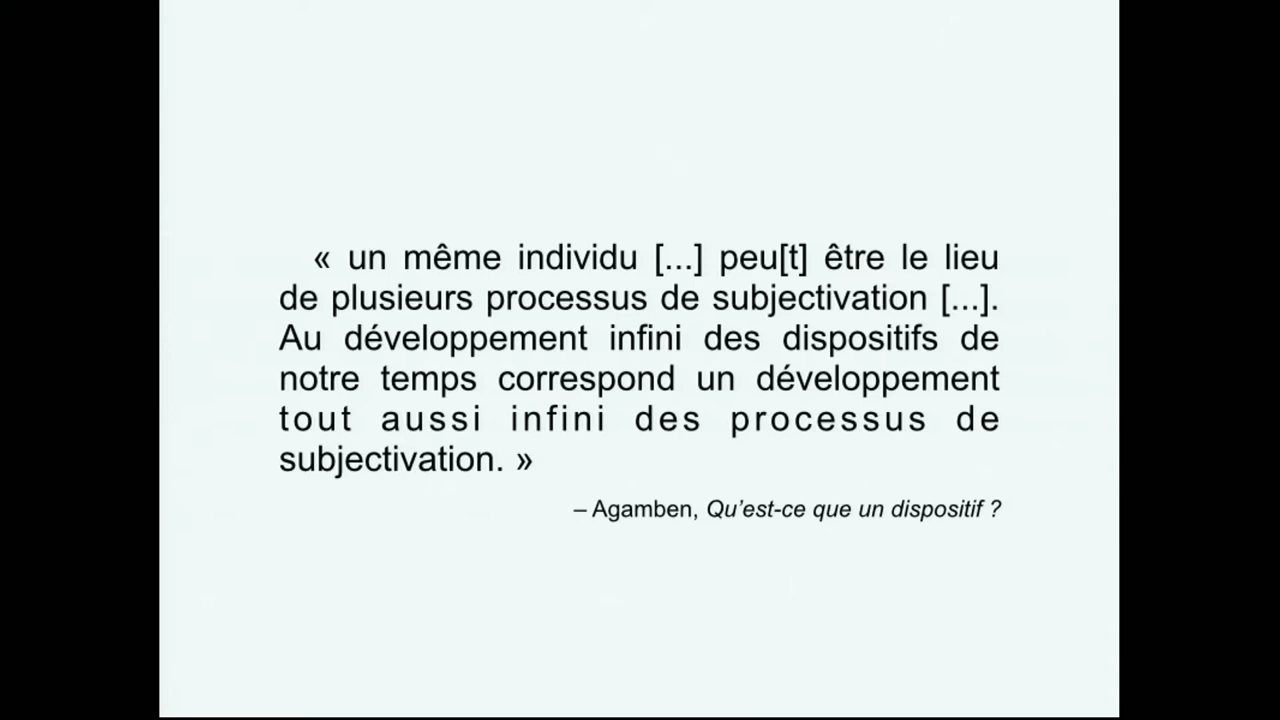 « un même individu [...] peu[t] être le lieu
de plusieurs processus de subjectivation [...].
Au développement infini des dispositifs de
notre temps correspond un développement
tout aussi infini des processus de
subjectivation. »
– Agamben, Qu’est-ce que un dispositif ?